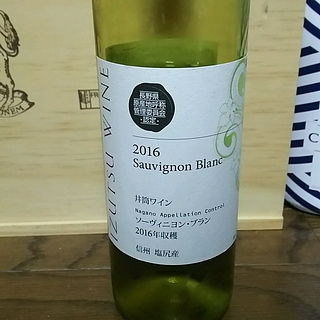 長野県
原産地呼称
管理委員会
・認定・
2016
Sauvignon Blanc
井筒ワイン
Nagano Appellation Control
ソーヴィニヨン・ブラン
2016年収穫
信州 塩尻産
IZUTSU WINE